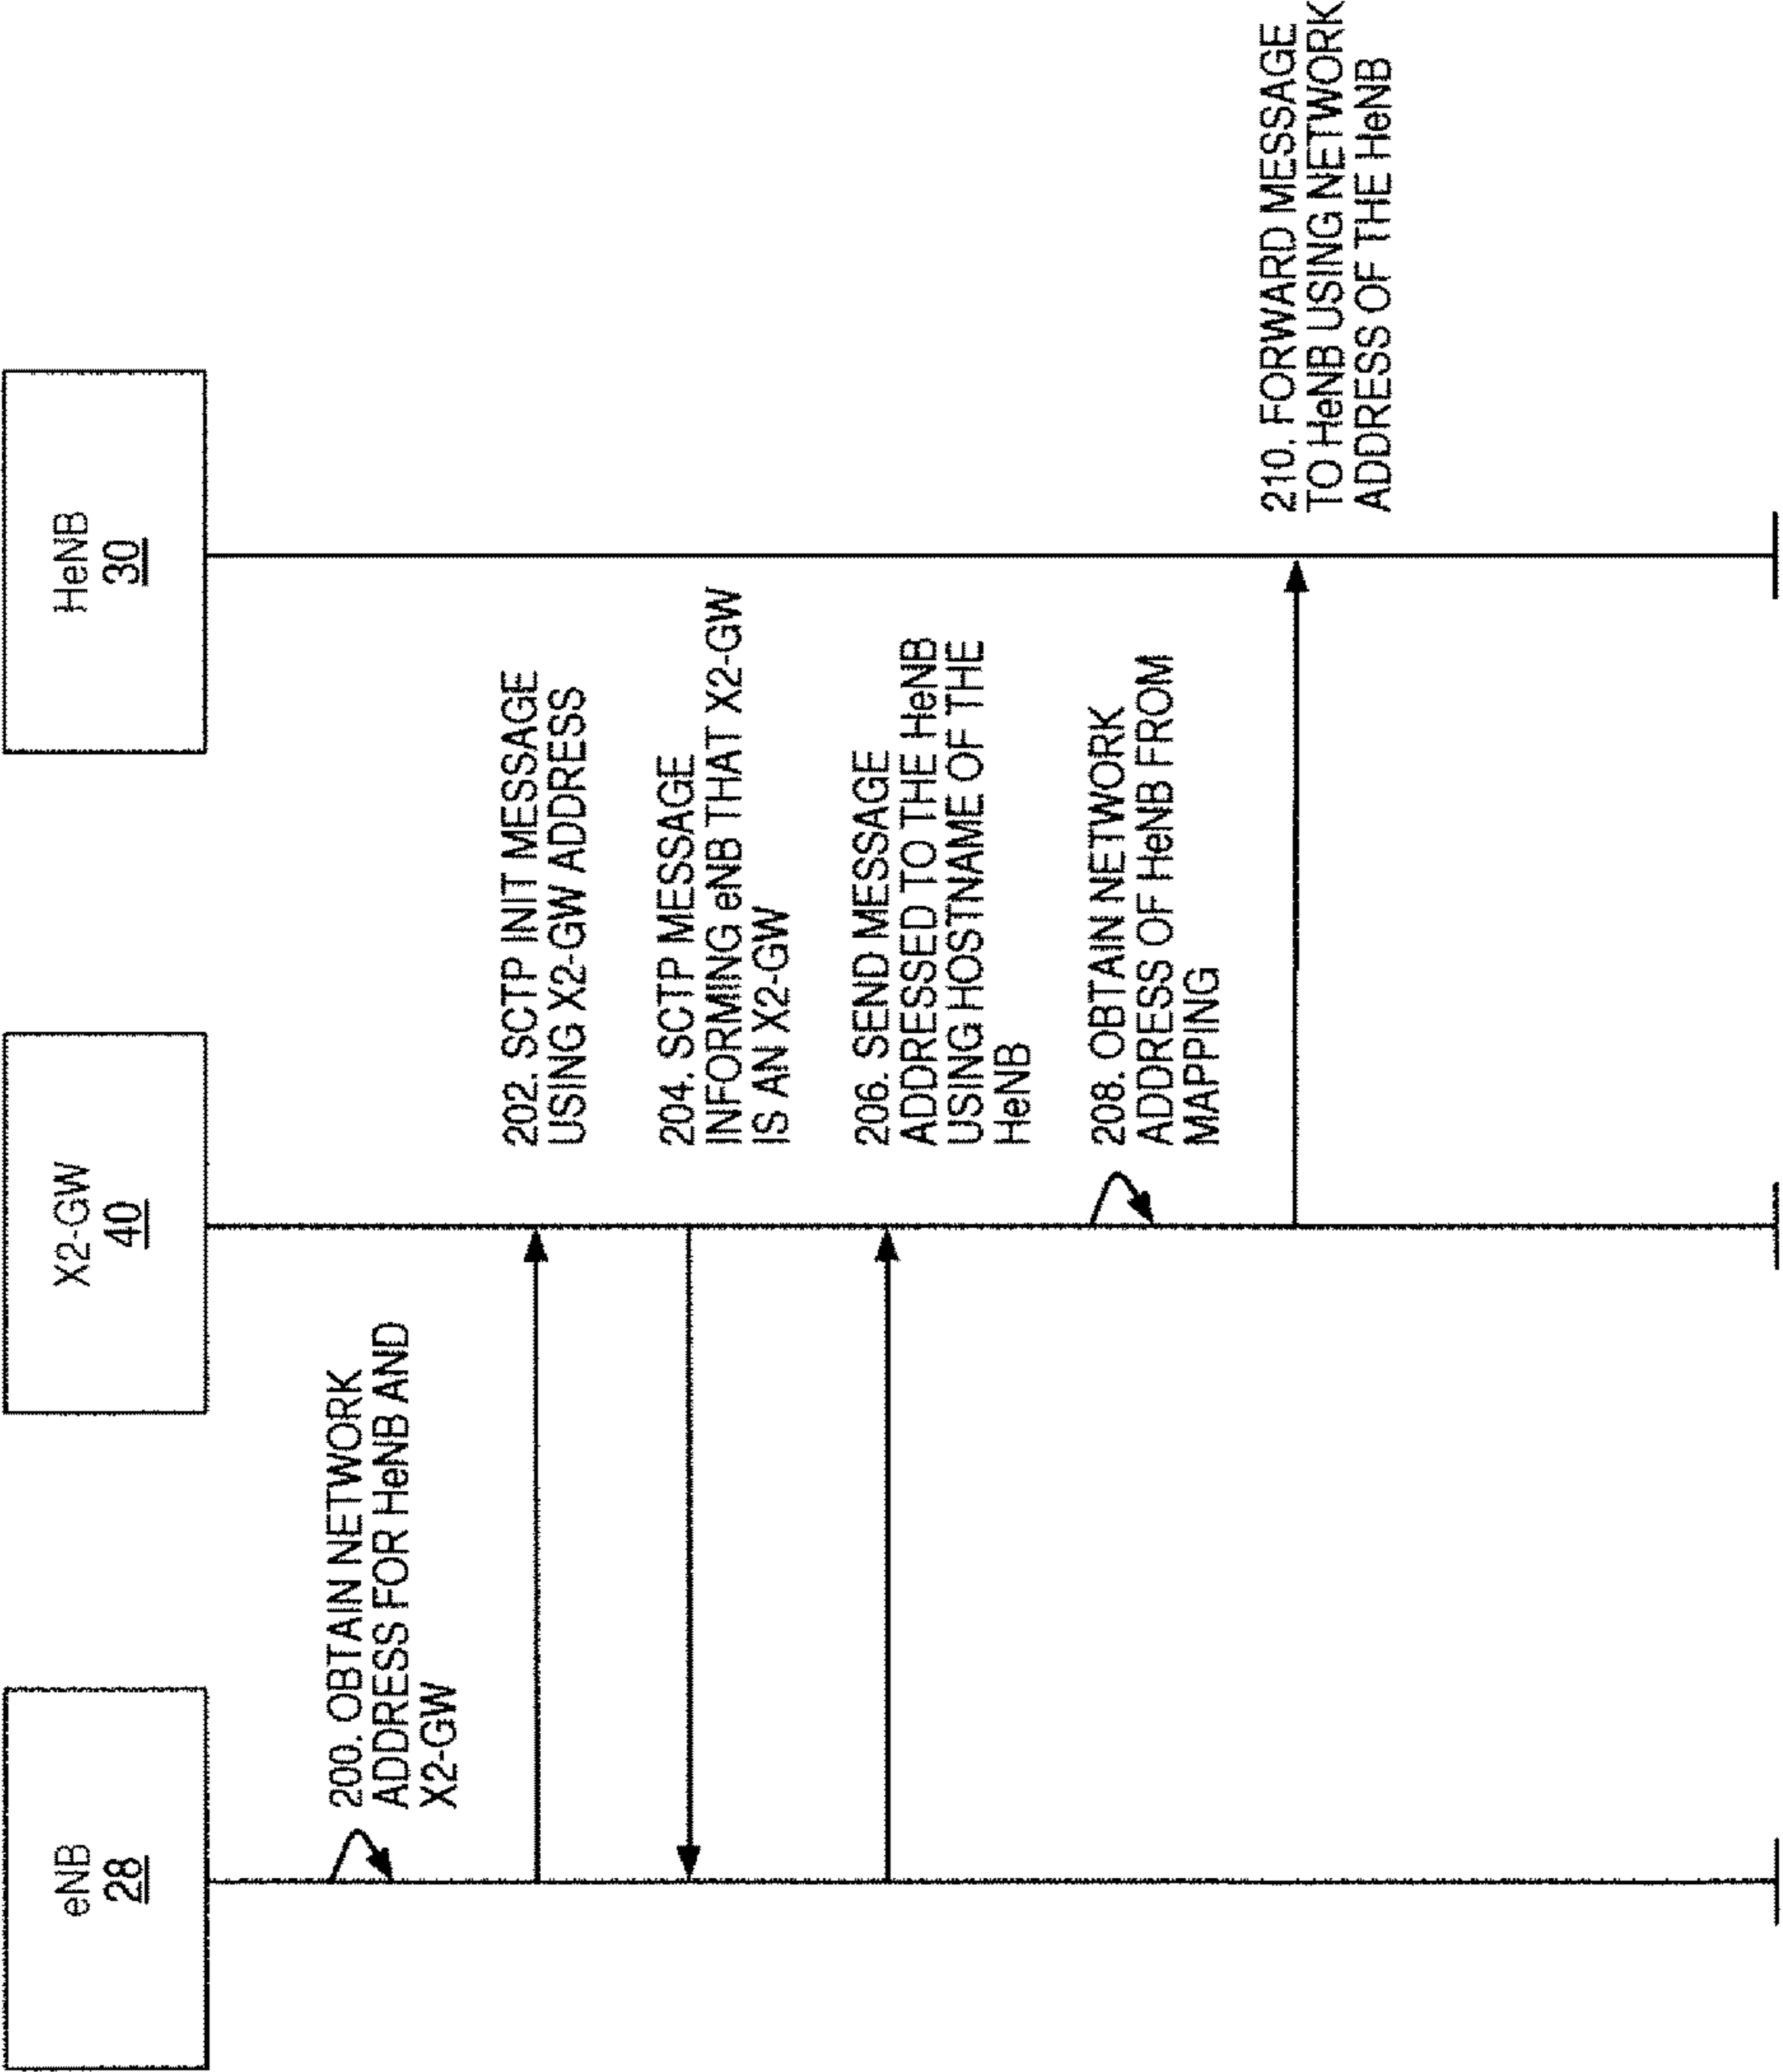 eNB
28
X2-GW
40
HeNB
30
200. OBTAIN NETWORK
ADDRESS FOR HeNB AND
X2-GW
202. SCTP INIT MESSAGE
USING X2-GW ADDRESS
204. SCTP MESSAGE
INFORMING eNB THAT X2-GW
IS AN X2-GW
206. SEND MESSAGE
ADDRESSED TO THE HeNB
USING HOSTNAME OF THE
HeNB
208. OBTAIN NETWORK
ADDRESS OF HeNB FROM
MAPPING
210. FORWARD MESSAGE
TO HeNB USING NETWORK
ADDRESS OF THE HeNB